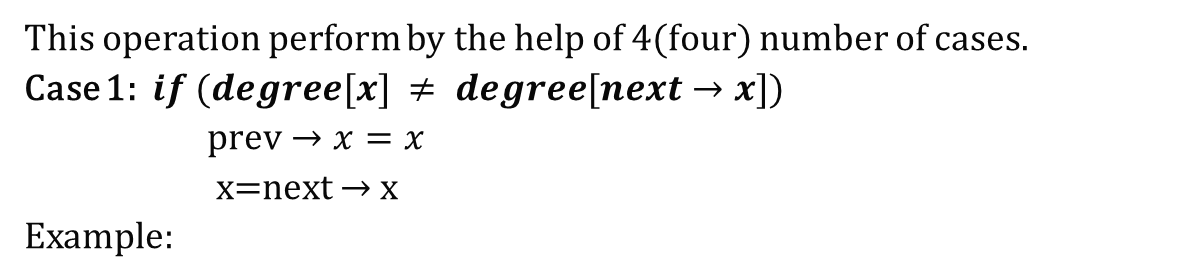 This operation perform by the help of 4(four) number of cases.
Case 1: if (degree[x] ≠ degree[next → x])
prev → x = x
x=next → x
Example: